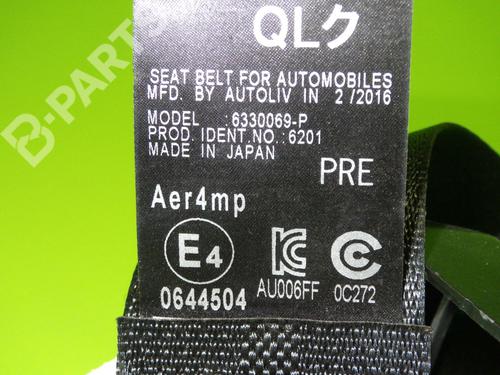 QLク
SEAT BELT FOR AUTOMOBILES
MFD. BY AUTOLIV IN 2 /2016
MODEL :6330069-P
PROD. IDENT.NO.:6201
MADE IN JAPAN
PRE
Aer4mp
E4
0644504
AU006FF
0C272
B-PARTS